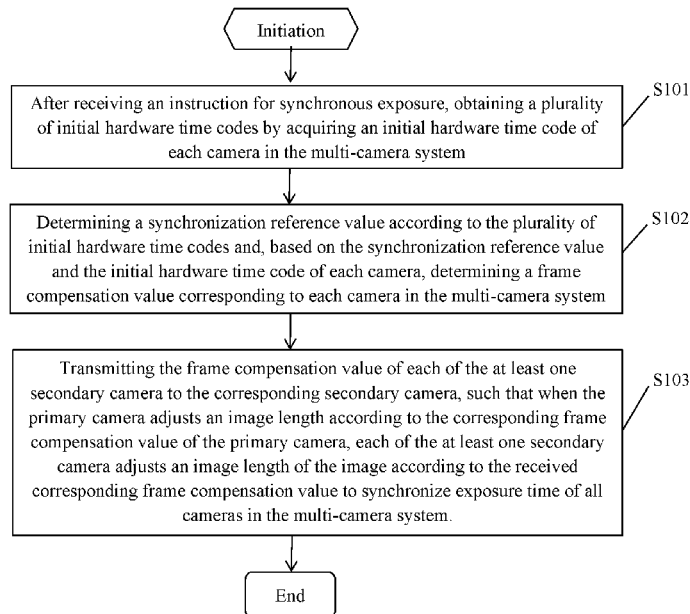 Initiation
After receiving an instruction for synchronous exposure, obtaining a plurality
of initial hardware time codes by acquiring an initial hardware time code of
each camera in the multi-camera system
S101
Determining a synchronization reference value according to the plurality of
initial hardware time codes and, based on the synchronization reference value
and the initial hardware time code of each camera, determining a frame
compensation value corresponding to each camera in the multi-camera system
S102
Transmitting the frame compensation value of each of the at least one
secondary camera to the corresponding secondary camera, such that when the
primary camera adjusts an image length according to the corresponding frame
compensation value of the primary camera, each of the at least one secondary
camera adjusts an image length of the image according to the received
corresponding frame compensation value to synchronize exposure time of all
cameras in the multi-camera system.
S103
End